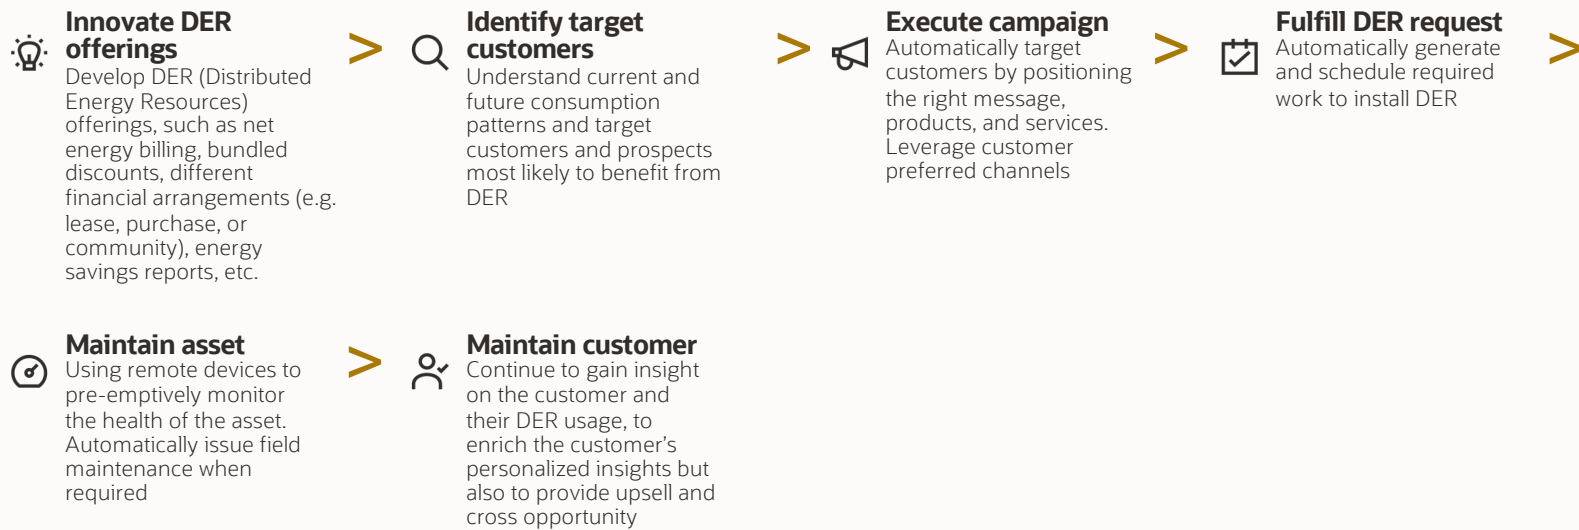 Innovate DER
offerings
Develop DER (Distributed
Energy Resources)
offerings, such as net
energy billing, bundled
discounts, different
financial arrangements (e.g.
lease, purchase, or
community), energy
savings reports, etc.
>
Identify target
customers
Understand current and
future consumption
patterns and target
customers and prospects
most likely to benefit from
DER
>
Execute campaign
Automatically target
customers by positioning
the right message,
products, and services.
Leverage customer
preferred channels
>
Fulfill DER request
Automatically generate
and schedule required
work to install DER
>
Maintain asset
Using remote devices to
pre-emptively monitor
the health of the asset.
Automatically issue field
maintenance when
required
>
Maintain customer
Continue to gain insight
on the customer and
their DER usage, to
enrich the customer’s
personalized insights but
also to provide upsell and
cross opportunity